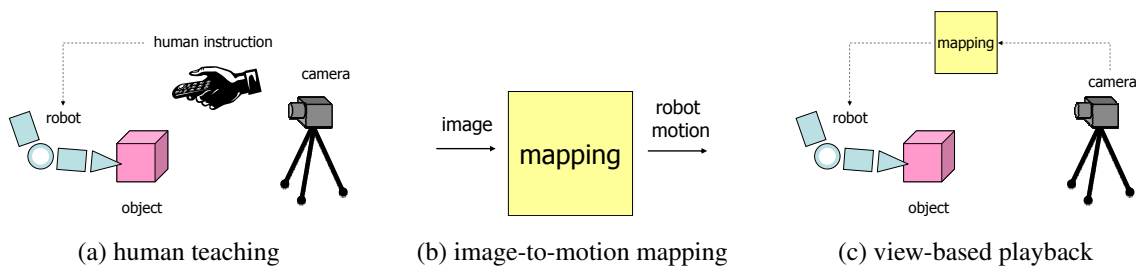 human instruction
camera
robot
object
(a) human teaching
image
mapping
robot
motion
(b) image-to-motion mapping
mapping
camera
robot
object
(c) view-based playback